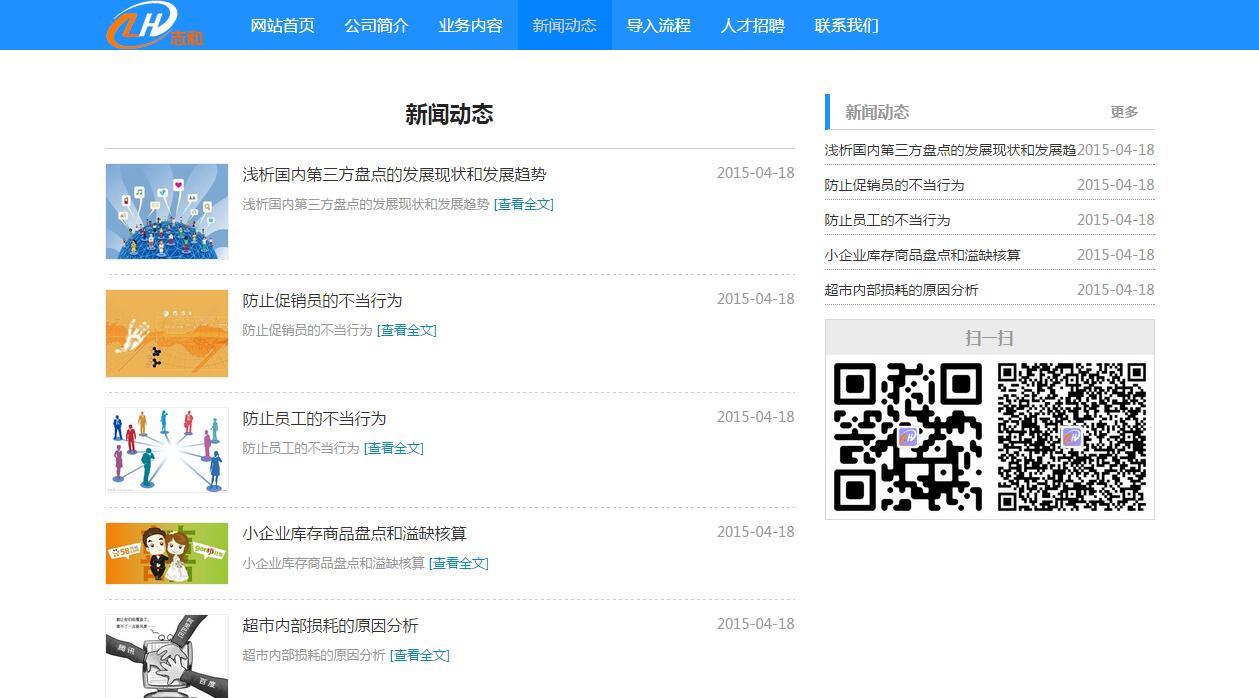 志和
网站首页 公司简介 业务内容 新闻动态 导入流程 人才招聘 联系我们
新闻动态
浅析国内第三方盘点的发展现状和发展趋势 2015-04-18
浅析国内第三方盘点的发展现状和发展趋势 [查看全文]
防止促销员的不当行为 2015-04-18
防止促销员的不当行为 [查看全文]
防止员工的不当行为 2015-04-18
防止员工的不当行为 [查看全文]
小企业库存商品盘点和溢缺核算 2015-04-18
小企业库存商品盘点和溢缺核算 [查看全文]
58
超市内部损耗的原因分析 2015-04-18
超市内部损耗的原因分析 [查看全文]
腾讯
百度
新闻动态 更多
浅析国内第三方盘点的发展现状和发展趋 2015-04-18
防止促销员的不当行为 2015-04-18
防止员工的不当行为 2015-04-18
小企业库存商品盘点和溢缺核算 2015-04-18
超市内部损耗的原因分析 2015-04-18
扫一扫